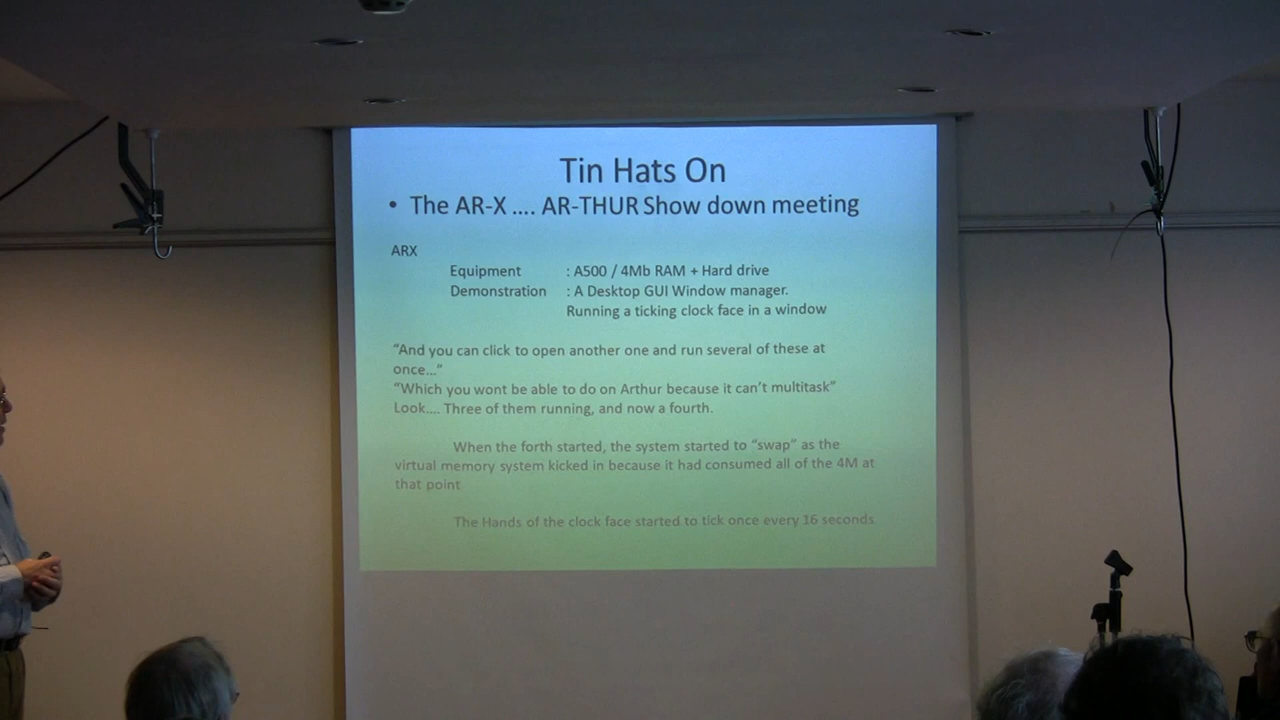 Tin Hats On
• The AR-X .... AR-THUR Show down meeting
ARX
Equipment : A500 / 4Mb RAM + Hard drive
Demonstration : A Desktop GUI Window manager.
Running a ticking clock face in a window
“And you can click to open another one and run several of these at
once...”
“Which you wont be able to do on Arthur because it can’t multitask”
Look.... Three of them running, and now a fourth.
When the forth started, the system started to “swap” as the
virtual memory system kicked in because it had consumed all of the 4M at
that point
The Hands of the clock face started to tick once every 16 seconds